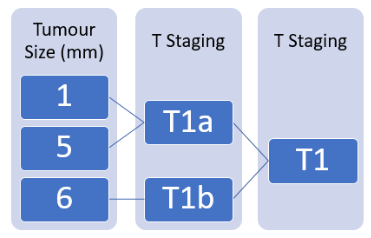 Tumour
Size (mm)
T Staging
T Staging
1
5
6
T1a
T1b
T1